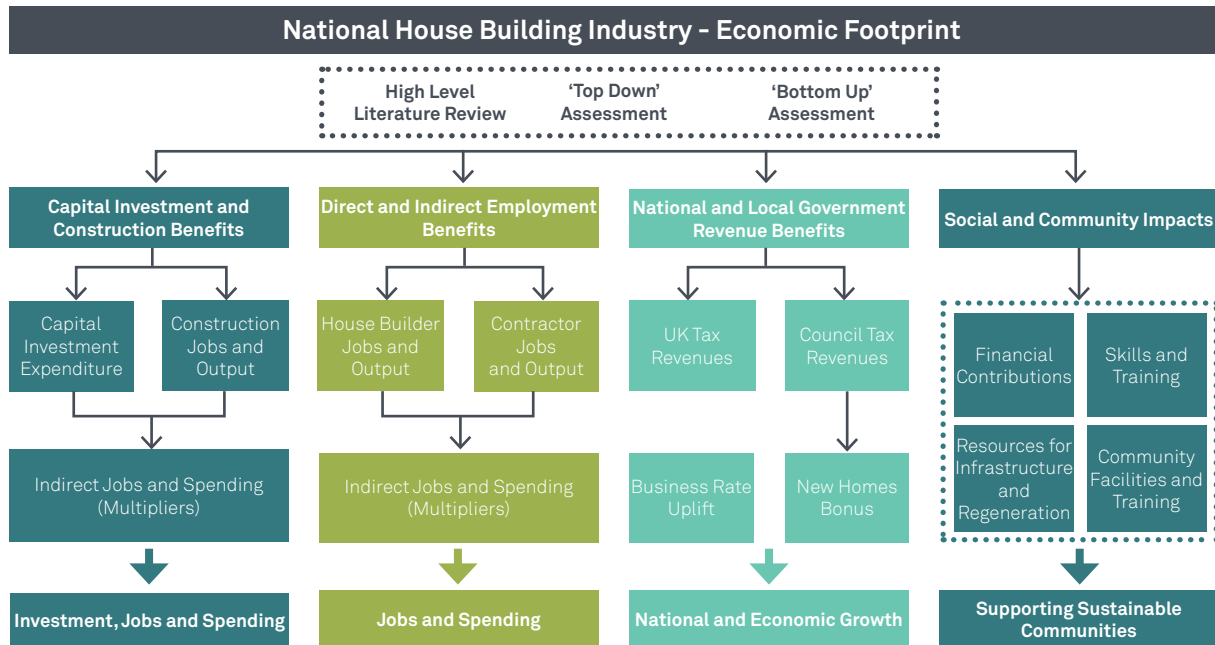 National House Building Industry - Economic Footprint
High Level
Literature Review
‘Top Down’
Assessment
‘Bottom Up’
Assessment
Capital Investment and
Construction Benefits
Direct and Indirect Employment
Benefits
National and Local Government
Revenue Benefits
Social and Community Impacts
Capital
Investment
Expenditure
Construction
Jobs and
Output
House Builder
Jobs and
Output
Contractor
Jobs
and Output
UK Tax
Revenues
Council Tax
Revenues
Financial
Contributions
Skills and
Training
Indirect Jobs and Spending
(Multipliers)
Indirect Jobs and Spending
(Multipliers)
Business Rate
Uplift
New Homes
Bonus
Resources for
Infrastructure
and
Regeneration
Community
Facilities and
Training
Investment, Jobs and Spending
Jobs and Spending
National and Economic Growth
Supporting Sustainable
Communities